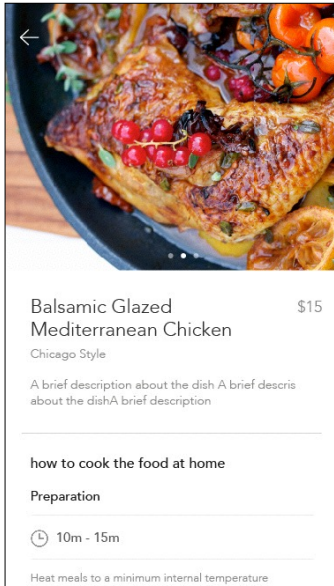 Balsamic Glazed $15
Mediterranean Chicken
Chicago Style
A brief description about the dish A brief descris
about the dishA brief description
how to cook the food at home
Preparation
10m - 15m
Heat meals to a minimum internal temperature